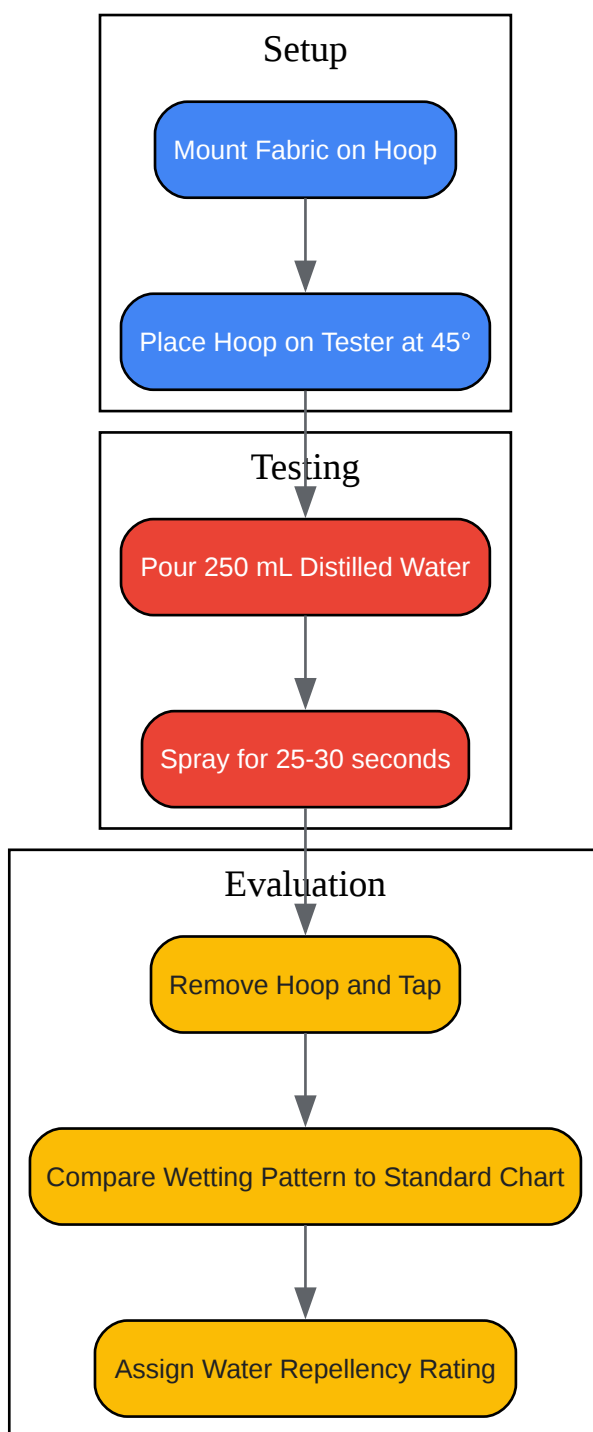 Setup
Mount Fabric on Hoop
Place Hoop on Tester at 45°
Testing
Pour 250 mL Distilled Water
Spray for 25-30 seconds
Evaluation
Remove Hoop and Tap
Compare Wetting Pattern to Standard Chart
Assign Water Repellency Rating